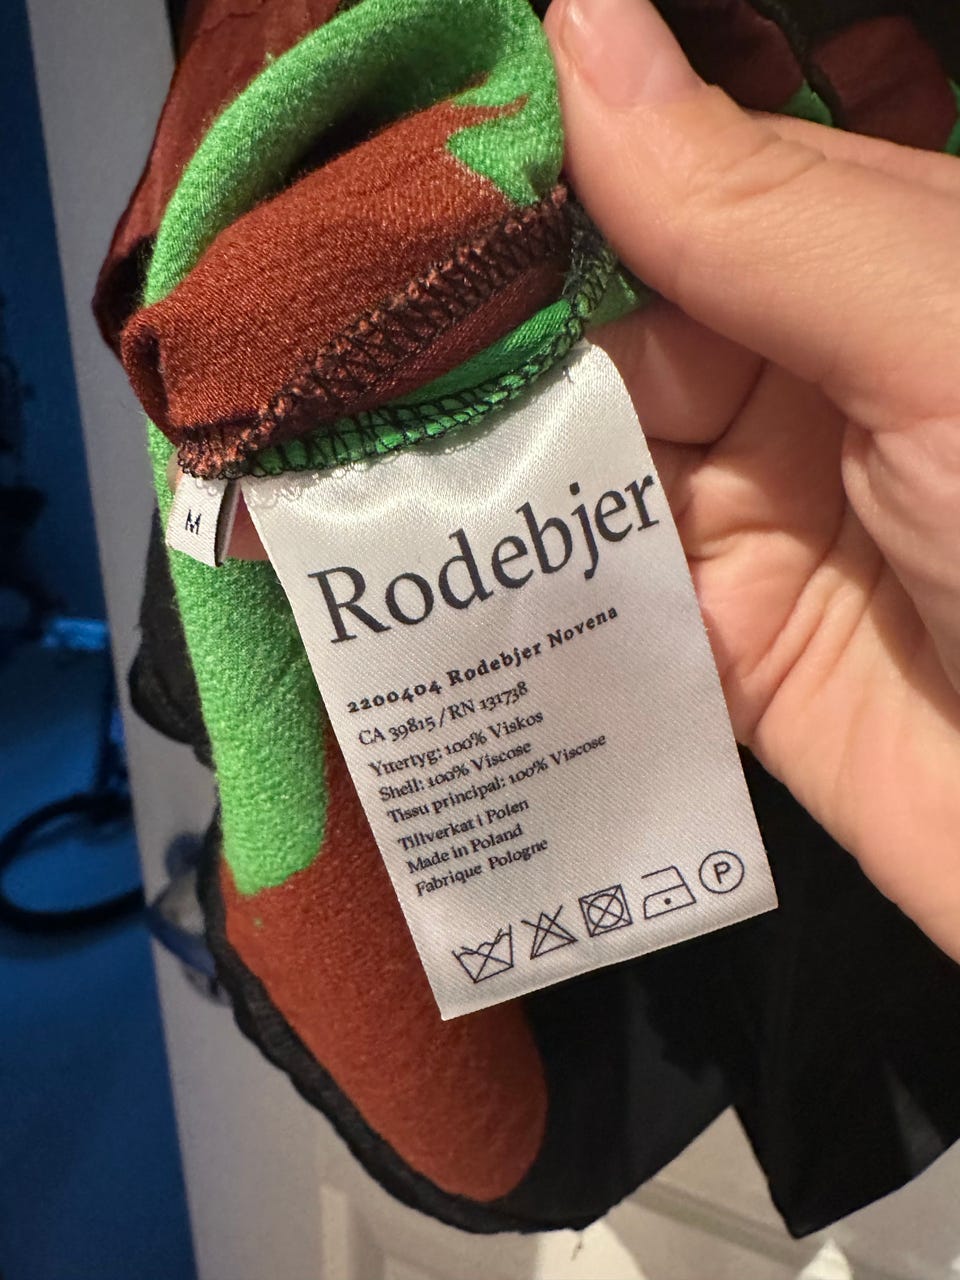 M
Rodebjer
2200404 Rodebjer Novena
CA 39815 / RN 131738
Yttertyg: 100% Viskos
Shell: 100% Viscose
Tissu principal: 100% Viscose
Tillverkat i Polen
Made in Poland
Fabrique Pologne
P